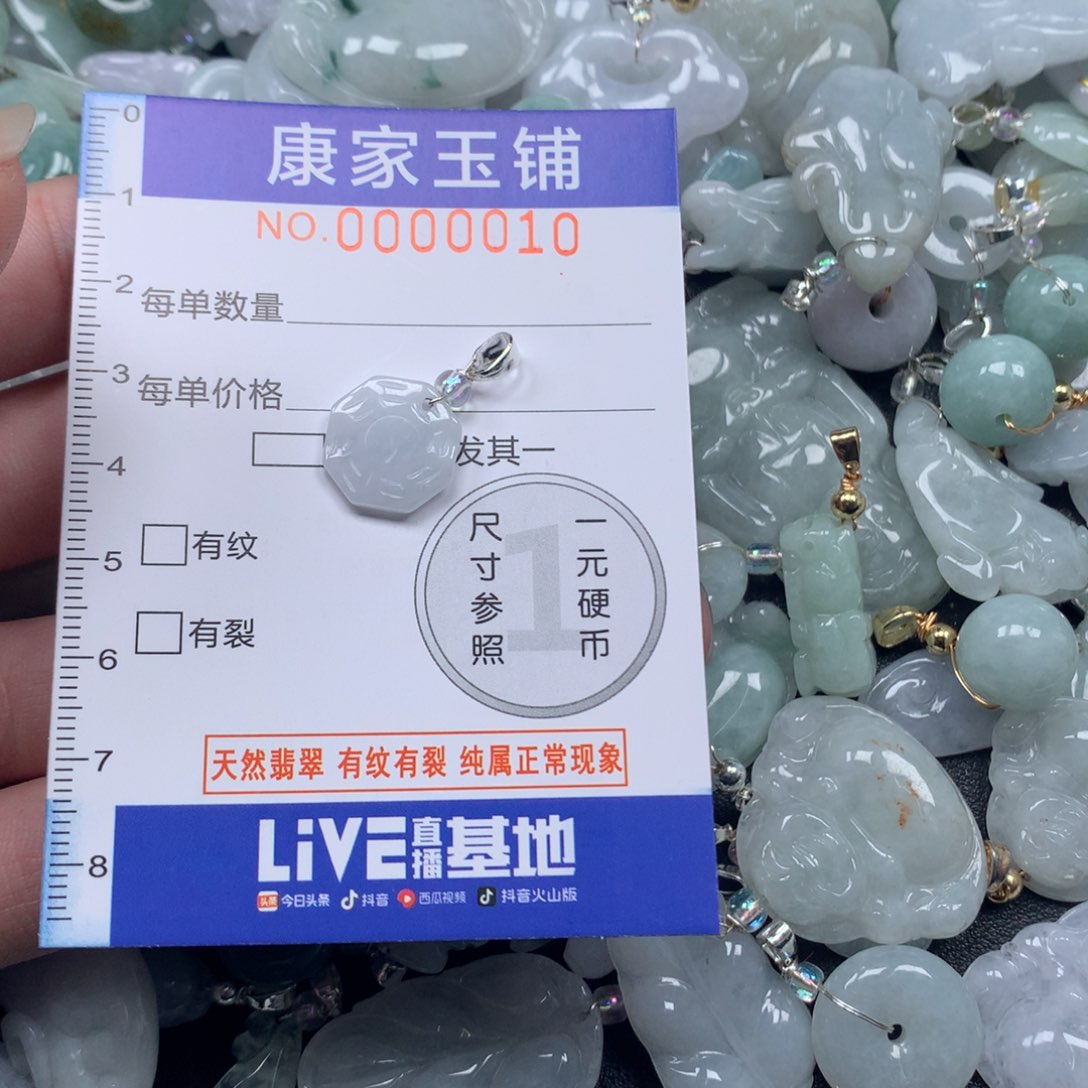 康家玉铺
NO.0000010
每单数量
每单价格
发其一
有纹
有裂
尺寸参照
一元硬币
1
天然翡翠 有纹有裂 纯属正常现象
LiVE直播基地
头条 今日头条 抖音 西瓜视频 抖音火山版
0
1
2
3
4
5
6
7
8